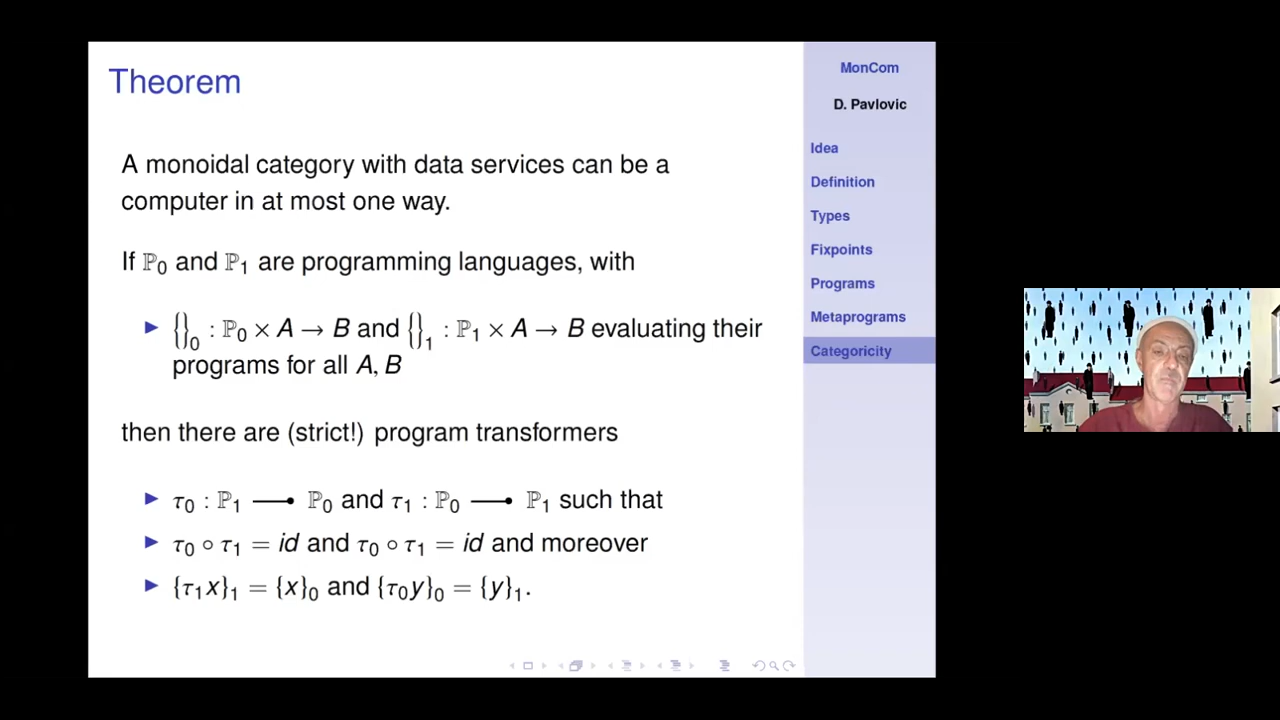 Theorem
A monoidal category with data services can be a
computer in at most one way.
If ℙ₀ and ℙ₁ are programming languages, with
▶ {}₀ : ℙ₀ × A → B and {}₁ : ℙ₁ × A → B evaluating their
programs for all A, B
then there are (strict!) program transformers
▶ τ₀ : ℙ₁ —• ℙ₀ and τ₁ : ℙ₀ —• ℙ₁ such that
▶ τ₀ ∘ τ₁ = id and τ₀ ∘ τ₁ = id and moreover
▶ {τ₁x}₁ = {x}₀ and {τ₀y}₀ = {y}₁.
MonCom
D. Pavlovic
Idea
Definition
Types
Fixpoints
Programs
Metaprograms
Categoricity